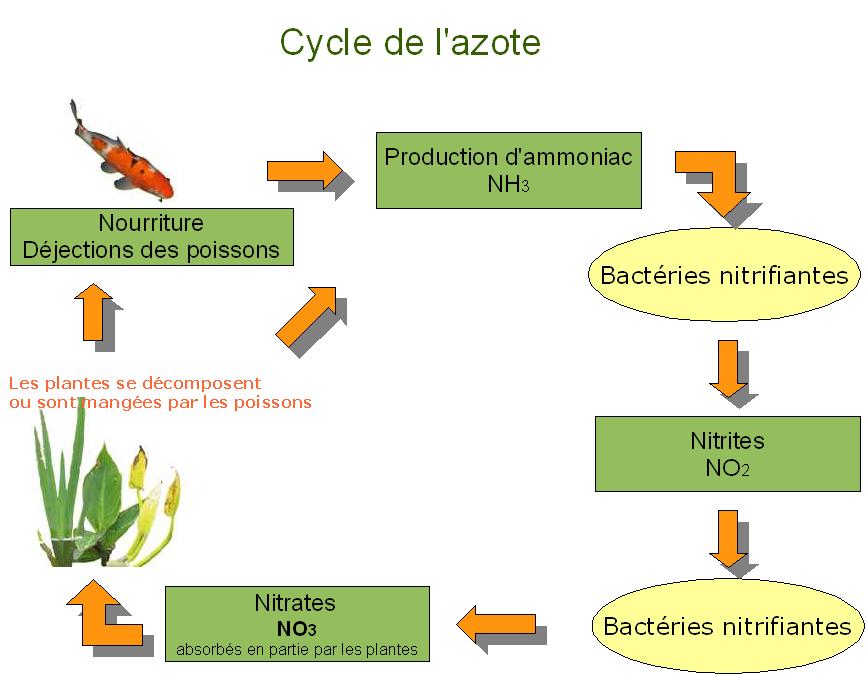 Cycle de l'azote
Production d'ammoniac
NH3
Nourriture
Déjections des poissons
Bactéries nitrifiantes
Les plantes se décomposent
ou sont mangées par les poissons
Nitrites
NO2
Bactéries nitrifiantes
Nitrates
NO3
absorbés en partie par les plantes